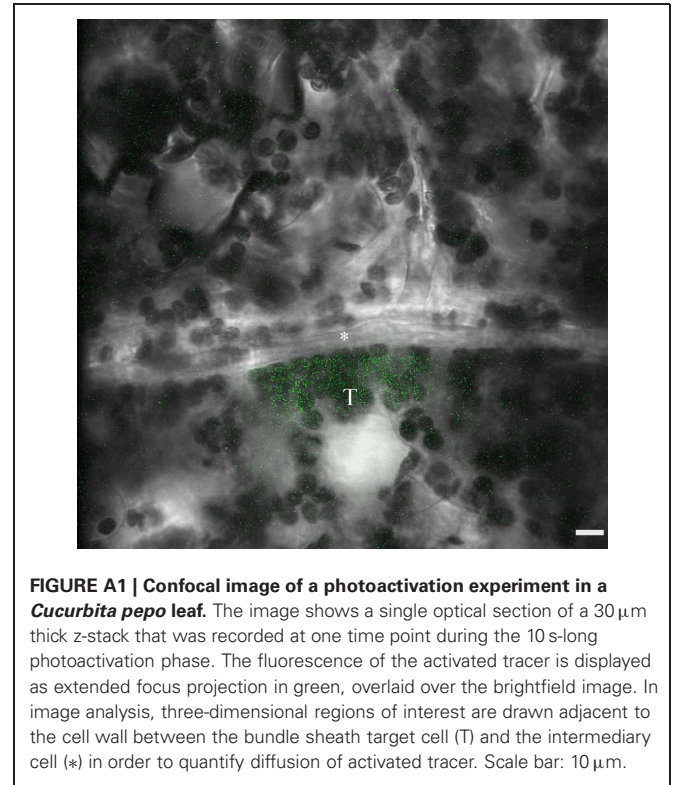 *
T
FIGURE A1 | Confocal image of a photoactivation experiment in a
Cucurbita pepo leaf. The image shows a single optical section of a 30 μm
thick z-stack that was recorded at one time point during the 10 s-long
photoactivation phase. The fluorescence of the activated tracer is displayed
as extended focus projection in green, overlaid over the brightfield image. In
image analysis, three-dimensional regions of interest are drawn adjacent to
the cell wall between the bundle sheath target cell (T) and the intermediary
cell (*) in order to quantify diffusion of activated tracer. Scale bar: 10 μm.